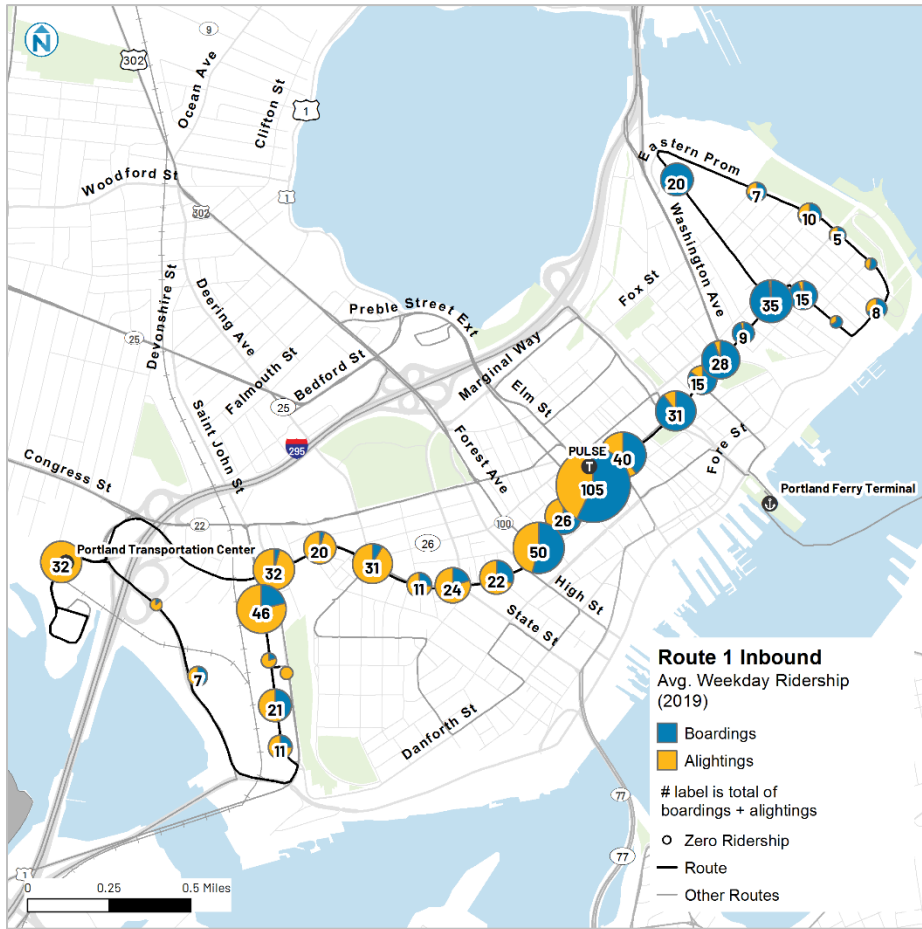 N
9
302
Ocean Ave
Clifton St
1
Woodford St
1
302
Eastern Prom
20
7
10
5
Washington Ave
Devonshire St
Deering Ave
Fox St
Preble Street Ext
35
15
8
9
25
Falmouth St
Bedford St
Marginal Way
28
Elm St
15
25
31
Saint John St
295
Forest Ave
PULSE
T
40
Fore St
Congress St
105
Portland Ferry Terminal
22
100
26
26
Portland Transportation Center
20
50
32
32
31
11
24
22
High St
46
State St
7
21
Danforth St
11
77
77
1
Route 1 Inbound
Avg. Weekday Ridership
(2019)
Boardings
Alightings
# label is total of
boardings + alightings
Zero Ridership
Route
Other Routes
0 0.25 0.5 Miles